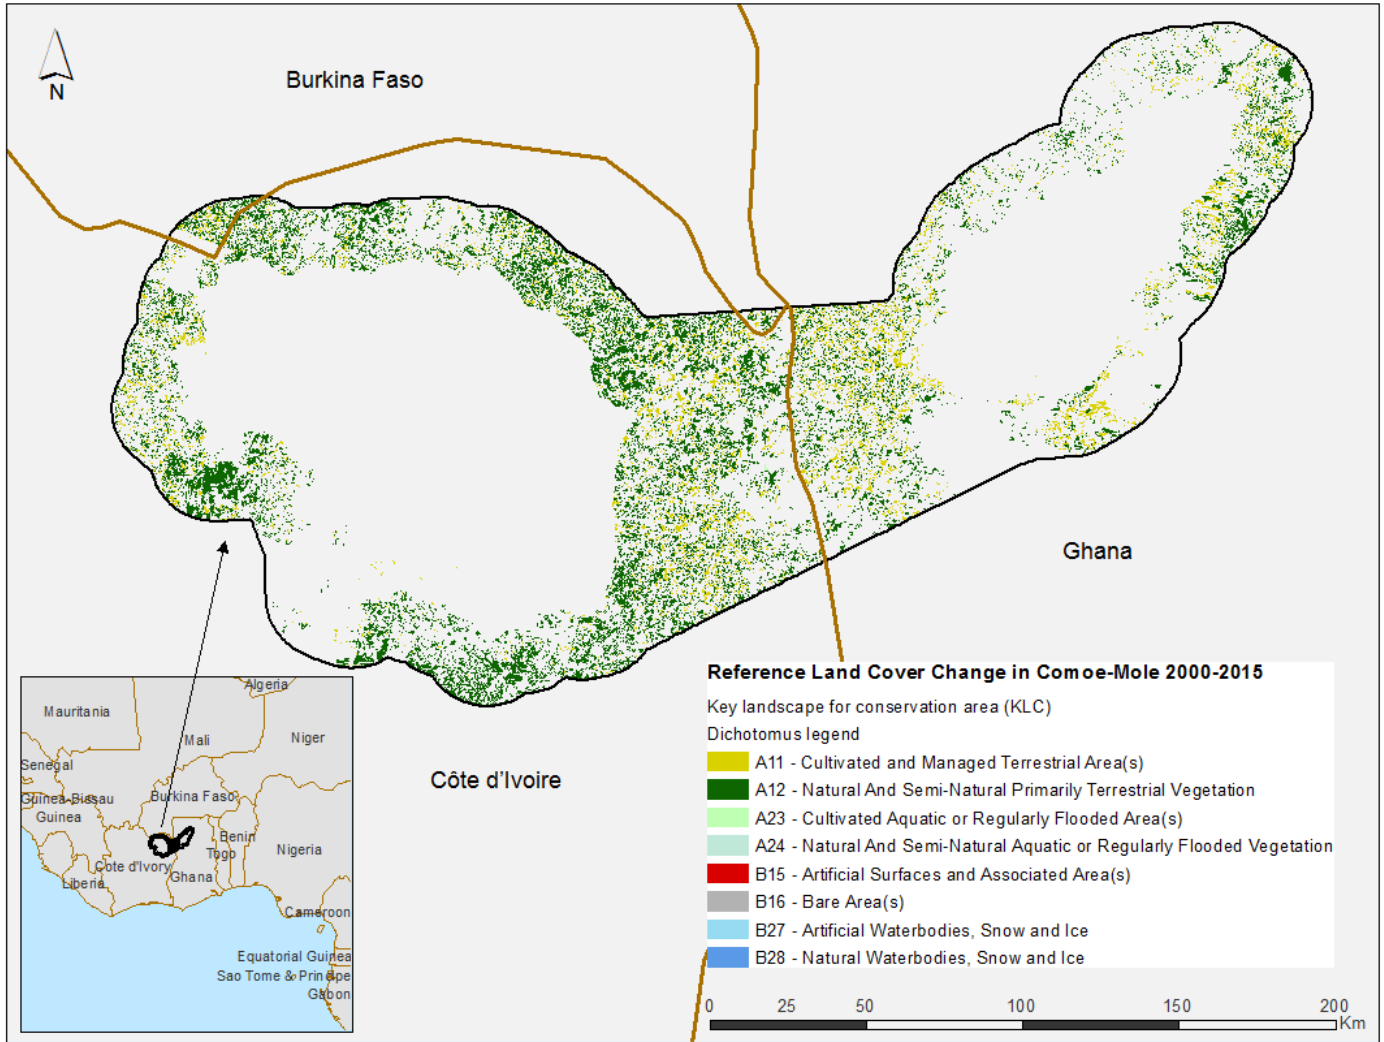 N
Burkina Faso
Ghana
Côte d'Ivoire
Reference Land Cover Change in Comoe-Mole 2000-2015
Key landscape for conservation area (KLC)
Dichotomus legend
A11 - Cultivated and Managed Terrestrial Area(s)
A12 - Natural And Semi-Natural Primarily Terrestrial Vegetation
A23 - Cultivated Aquatic or Regularly Flooded Area(s)
A24 - Natural And Semi-Natural Aquatic or Regularly Flooded Vegetation
B15 - Artificial Surfaces and Associated Area(s)
B16 - Bare Area(s)
B27 - Artificial Waterbodies, Snow and Ice
B28 - Natural Waterbodies, Snow and Ice
0 25 50 100 150 200
Km
Algeria
Mauritania
Mali
Niger
Senegal
Guinea-Bissau
Burkina Faso
Guinea
Benin
Togo
Nigeria
Cote d'Ivory
Ghana
Liberia
Cameroon
Equatorial Guinea
Sao Tome & Principe
Gabon